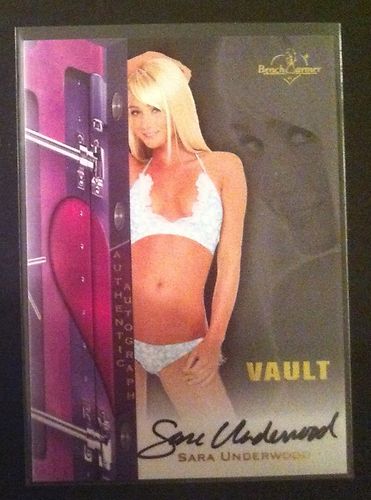 BenchWarmer
AUTHENTIC
AUTOGRAPH
VAULT
Sara Underwood
SARA UNDERWOOD